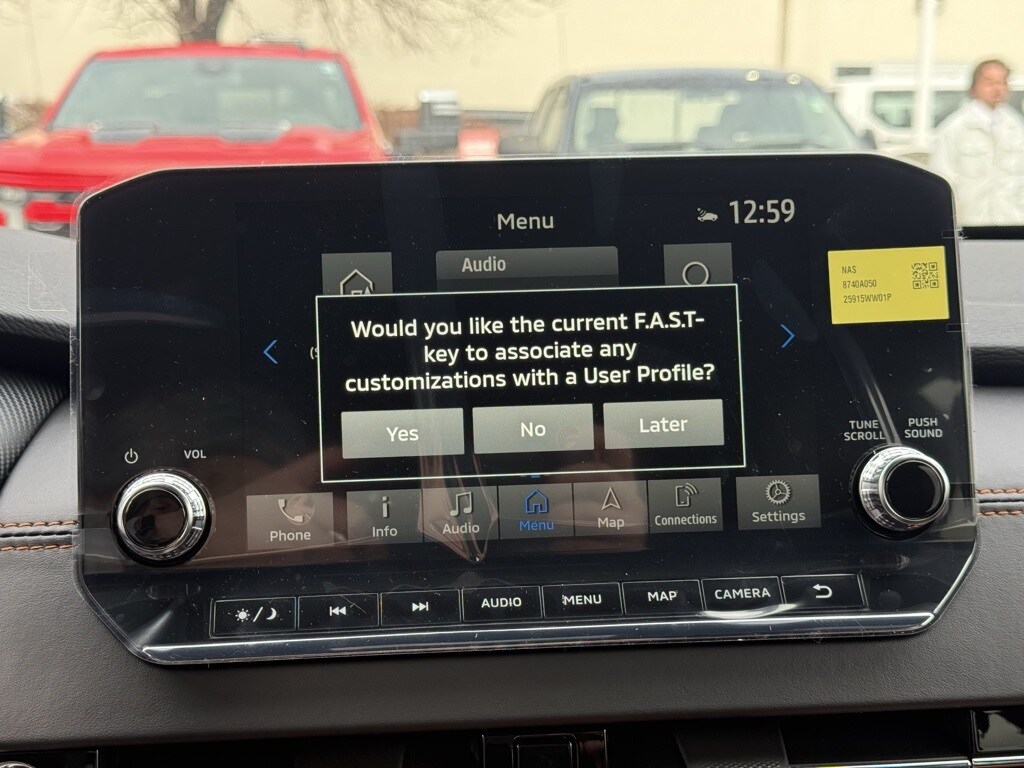 Menu
12:59
Audio
NAS
8740A050
25915WW01P
Would you like the current F.A.S.T-
key to associate any
customizations with a User Profile?
Yes
No
Later
VOL
TUNE
SCROLL
PUSH
SOUND
Phone
Info
Audio
Menu
Map
Connections
Settings
AUDIO
MENU
MAP
CAMERA